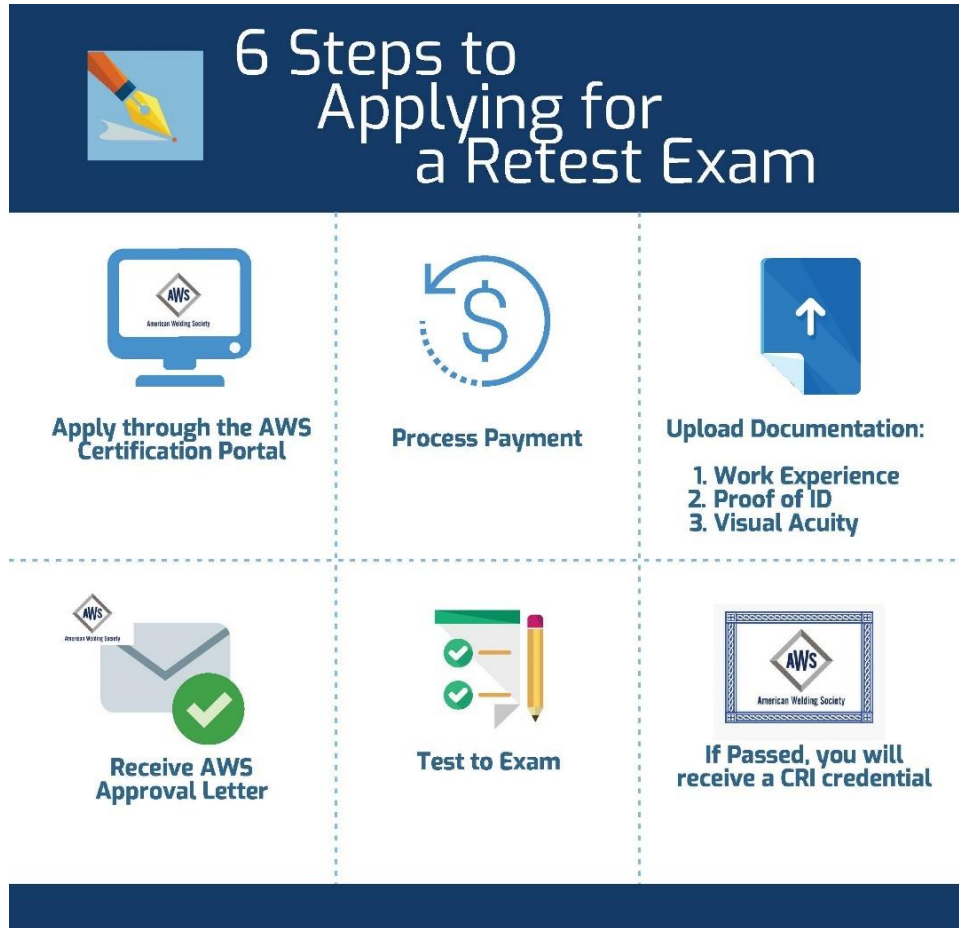 6 Steps to
Applying for
a Retest Exam
AWS
American Welding Society
Apply through the AWS
Certification Portal
$
Process Payment
Upload Documentation:
1. Work Experience
2. Proof of ID
3. Visual Acuity
AWS
American Welding Society
Receive AWS
Approval Letter
Test to Exam
AWS
American Welding Society
If Passed, you will
receive a CRI credential